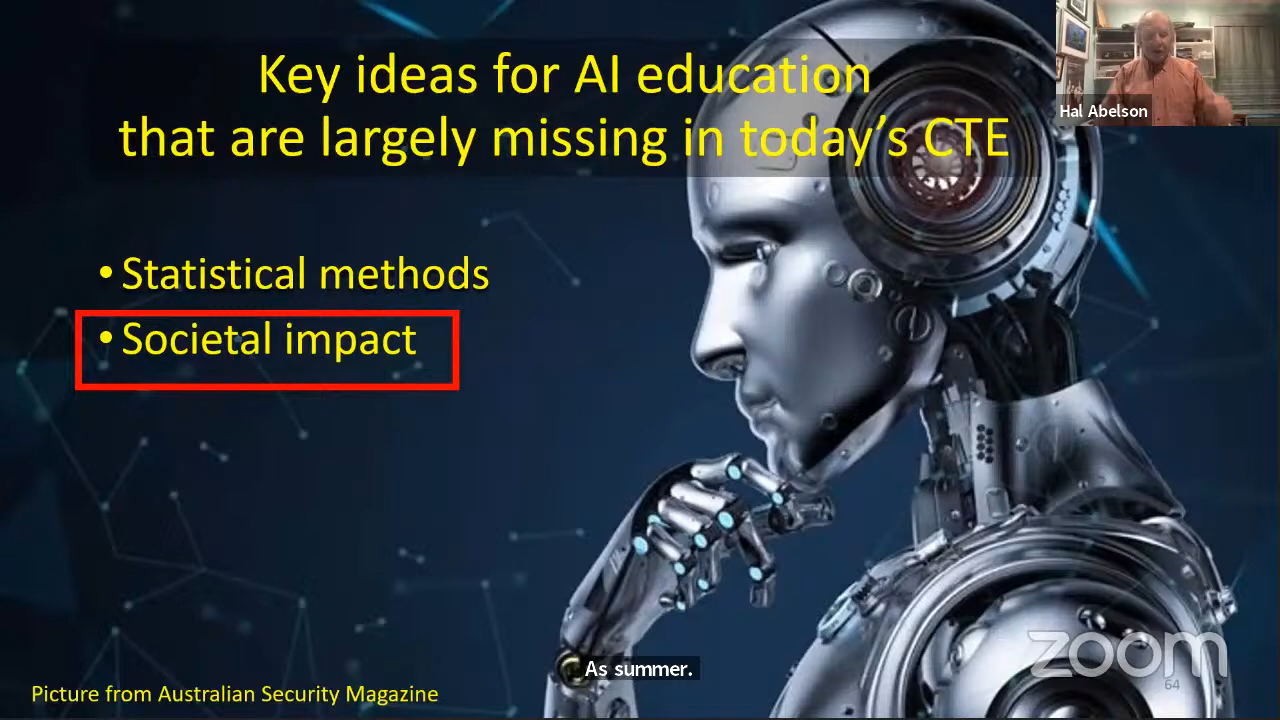 Key ideas for AI education
that are largely missing in today's CTE
Hal Abelson
• Statistical methods
• Societal impact
As summer.
zoom
64
Picture from Australian Security Magazine